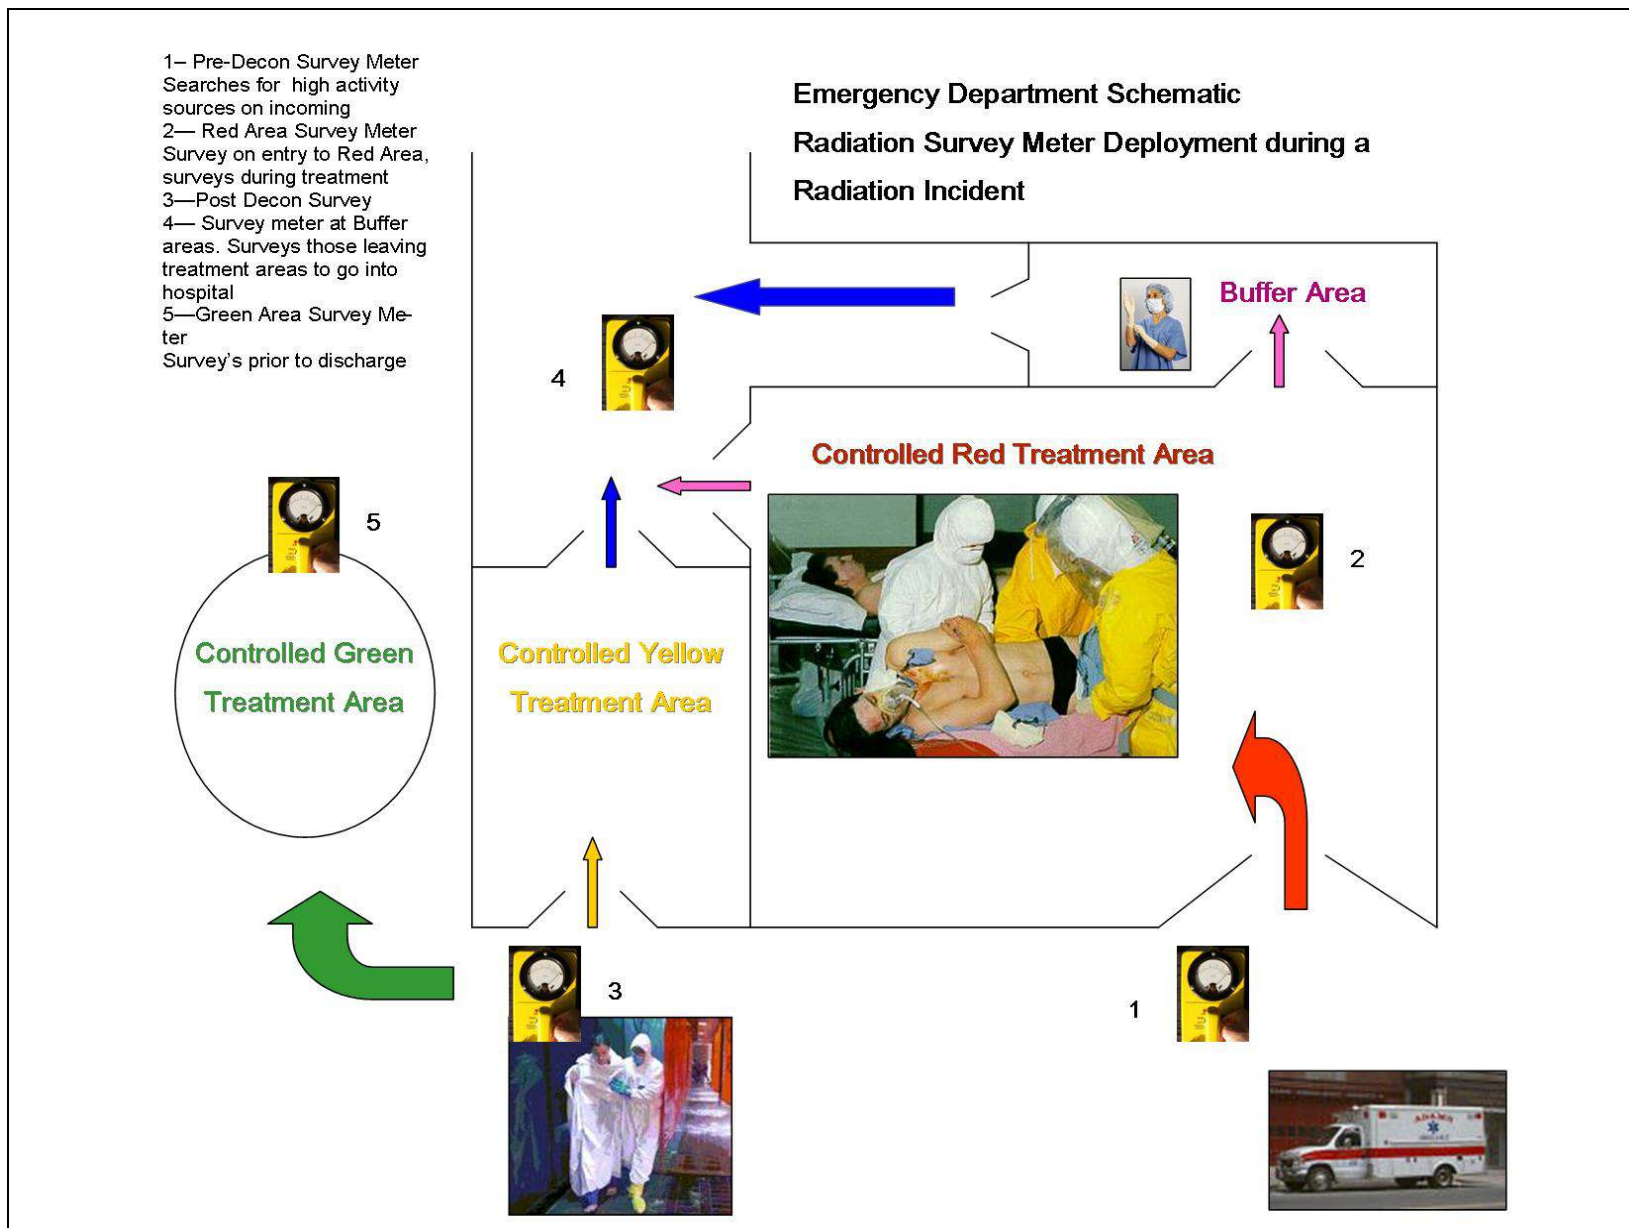 1– Pre-Decon Survey Meter
Searches for  high activity
sources on incoming
2— Red Area Survey Meter
Survey on entry to Red Area,
surveys during treatment
3—Post Decon Survey
4— Survey meter at Buffer
areas. Surveys those leaving
treatment areas to go into
hospital
5—Green Area Survey Me-
ter
Survey's prior to discharge
Emergency Department Schematic
Radiation Survey Meter Deployment during a
Radiation Incident
Buffer Area
4
Controlled Red Treatment Area
5
2
Controlled Green
Treatment Area
Controlled Yellow
Treatment Area
3
1
ADAMS